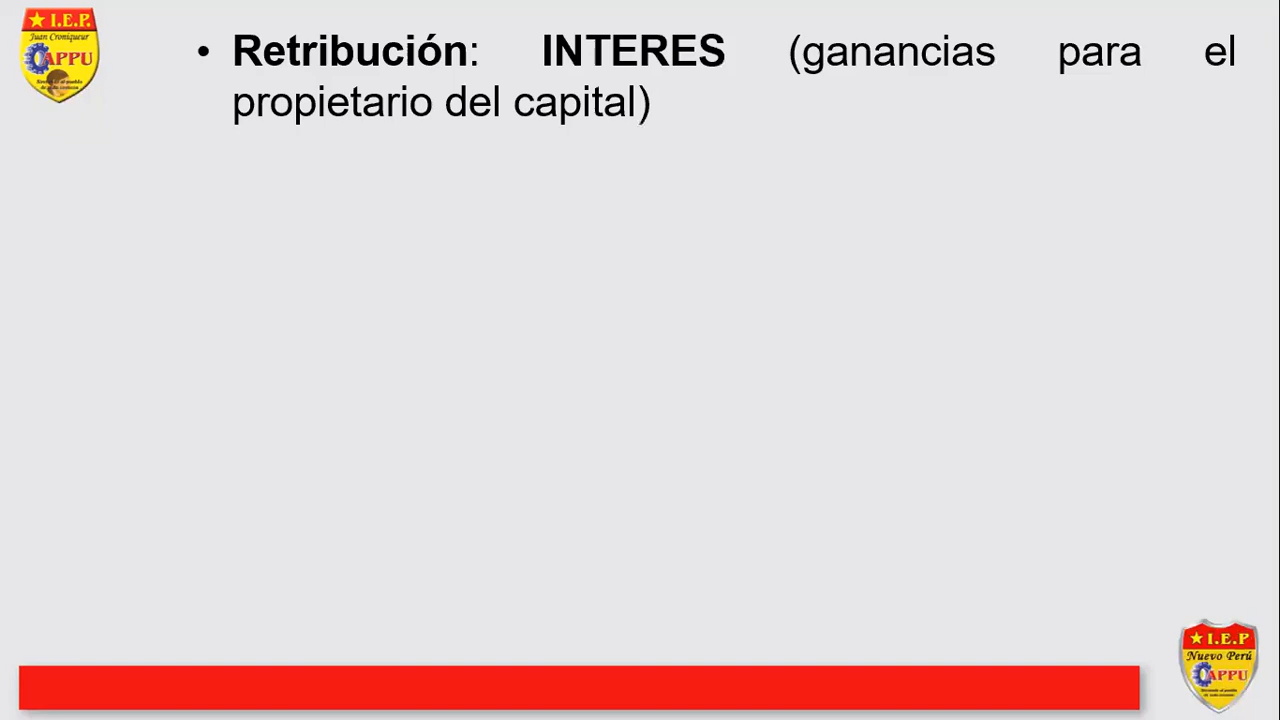 I.E.P.
Juan Croniqueur
CAPPU
• Retribución: INTERES (ganancias para el
propietario del capital)
I.E.P
Nuevo Perú
CAPPU